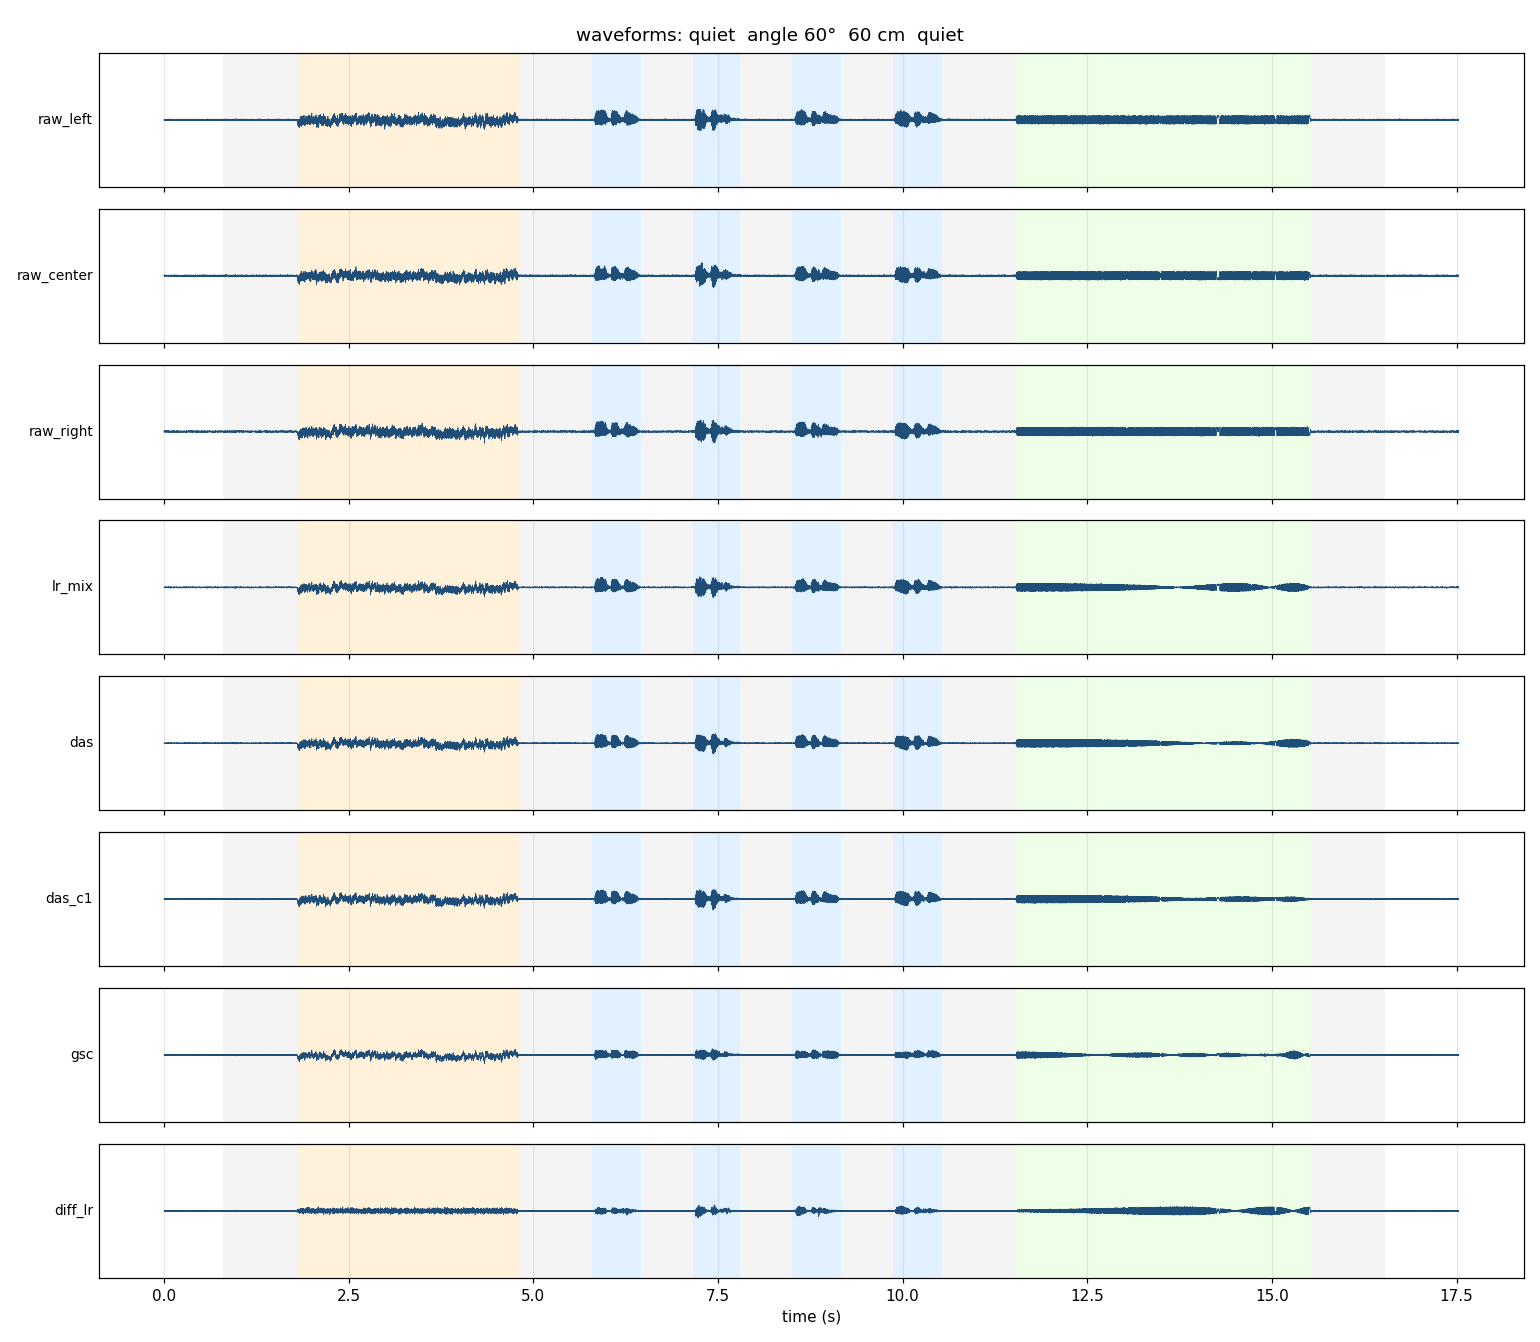 waveforms: quiet  angle 60°  60 cm  quiet
raw_left
raw_center
raw_right
lr_mix
das
das_c1
gsc
diff_lr
0.0 2.5 5.0 7.5 10.0 12.5 15.0 17.5
time (s)